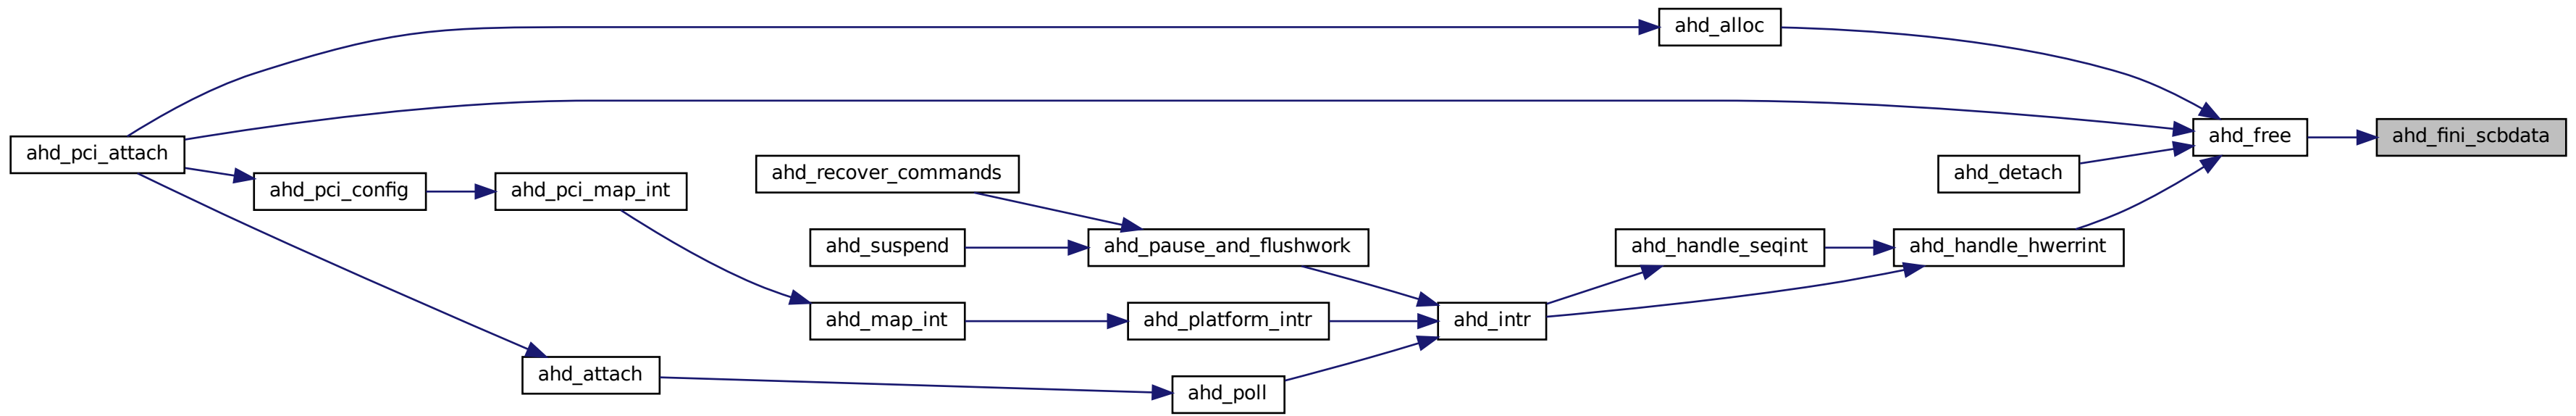 ahd_alloc
ahd_free
ahd_fini_scbdata
ahd_pci_attach
ahd_recover_commands
ahd_detach
ahd_pci_config
ahd_pci_map_int
ahd_suspend
ahd_pause_and_flushwork
ahd_handle_seqint
ahd_handle_hwerrint
ahd_map_int
ahd_platform_intr
ahd_intr
ahd_attach
ahd_poll